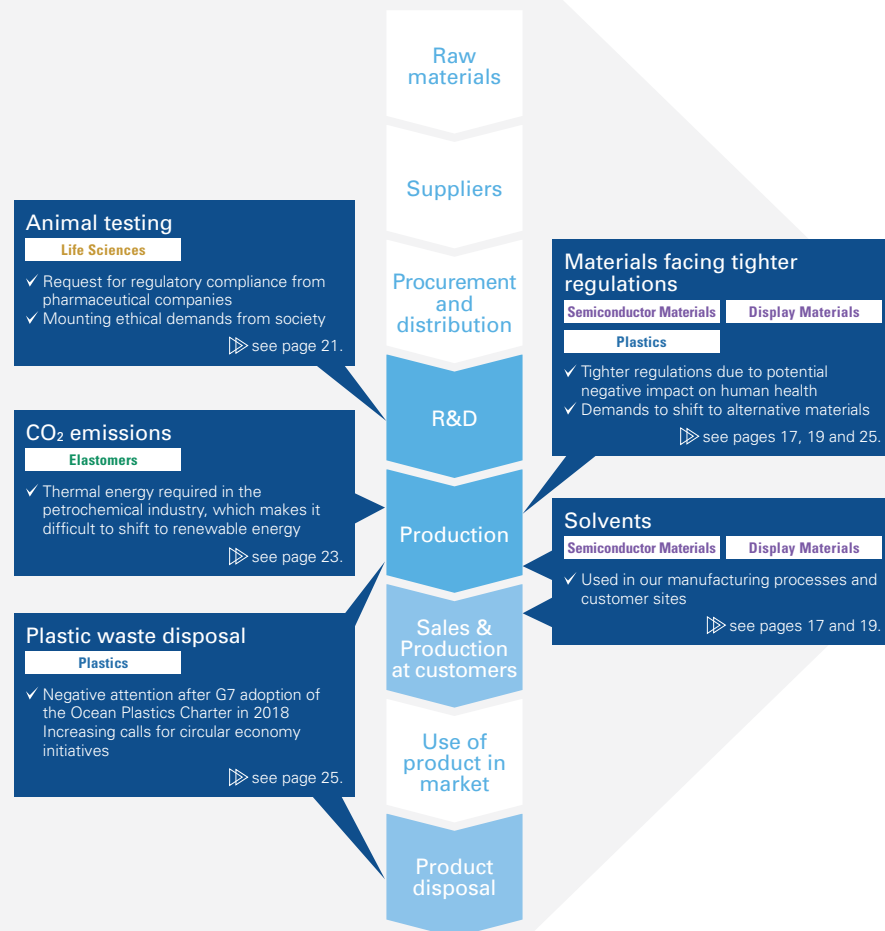 Raw
materials
Suppliers
Procurement
and
distribution
R&D
Production
Sales &
Production
at customers
Use of
product in
market
Product
disposal
Animal testing
Life Sciences
✓ Request for regulatory compliance from
pharmaceutical companies
✓ Mounting ethical demands from society
see page 21.
CO₂ emissions
Elastomers
✓ Thermal energy required in the
petrochemical industry, which makes it
difficult to shift to renewable energy
see page 23.
Plastic waste disposal
Plastics
✓ Negative attention after G7 adoption of
the Ocean Plastics Charter in 2018
Increasing calls for circular economy
initiatives
see page 25.
Materials facing tighter
regulations
Semiconductor Materials Display Materials
Plastics
✓ Tighter regulations due to potential
negative impact on human health
✓ Demands to shift to alternative materials
see pages 17, 19 and 25.
Solvents
Semiconductor Materials Display Materials
✓ Used in our manufacturing processes and
customer sites
see pages 17 and 19.